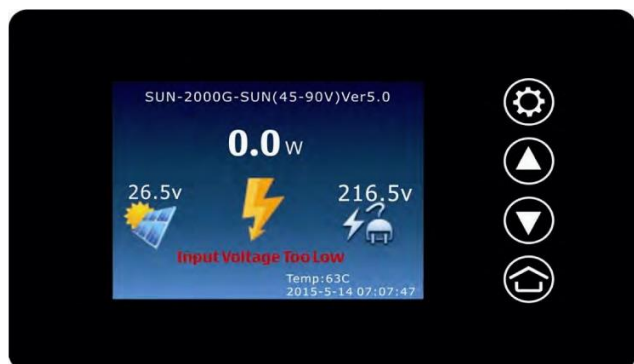 SUN-2000G-SUN(45-90V)Ver5.0
0.0 W
26.5v
216.5v
Input Voltage Too Low
Temp:63C
2015-5-14 07:07:47